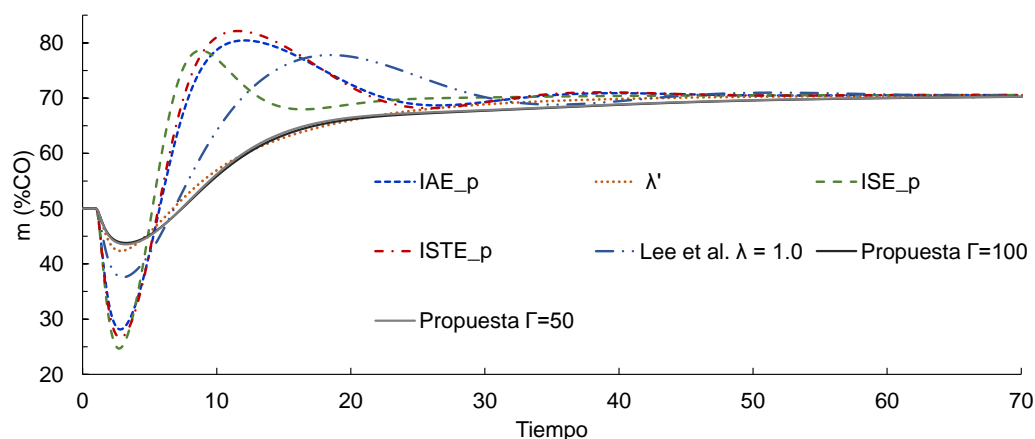 80
70
60
50
40
30
20
m (%CO)
IAE_p
λ'
ISE_p
ISTE_p
Lee et al. λ = 1.0
Propuesta Γ=100
Propuesta Γ=50
0 10 20 30 40 50 60 70
Tiempo